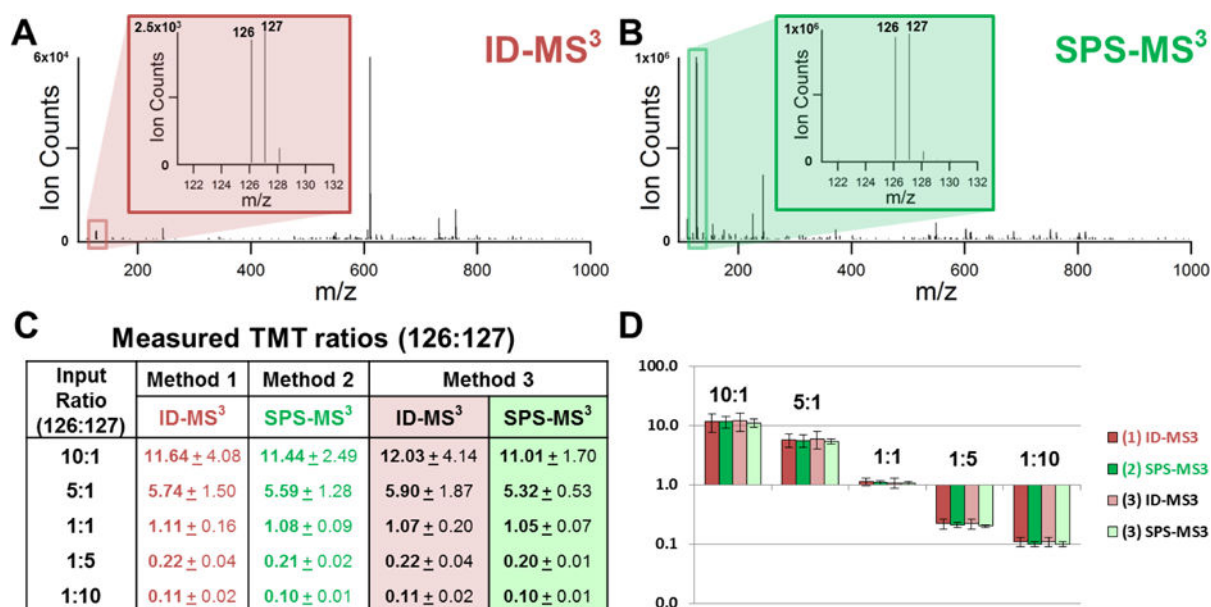 A
ID-MS³
6x10⁴
Ion Counts
0
200 400 600 800 1000
m/z
2.5x10³
126 127
Ion Counts
0
122 124 126 128 130 132
m/z
B
SPS-MS³
1x10⁶
Ion Counts
0
200 400 600 800 1000
m/z
1x10⁶
126 127
Ion Counts
0
122 124 126 128 130 132
m/z
C
Measured TMT ratios (126:127)
Input Ratio (126:127) Method 1 Method 2 Method 3
ID-MS³ SPS-MS³ ID-MS³ SPS-MS³
10:1 11.64 ± 4.08 11.44 ± 2.49 12.03 ± 4.14 11.01 ± 1.70
5:1 5.74 ± 1.50 5.59 ± 1.28 5.90 ± 1.87 5.32 ± 0.53
1:1 1.11 ± 0.16 1.08 ± 0.09 1.07 ± 0.20 1.05 ± 0.07
1:5 0.22 ± 0.04 0.21 ± 0.02 0.22 ± 0.04 0.20 ± 0.01
1:10 0.11 ± 0.02 0.10 ± 0.01 0.11 ± 0.02 0.10 ± 0.01
D
100.0
10.0
1.0
0.1
0.0
10:1
5:1
1:1
1:5
1:10
(1) ID-MS3
(2) SPS-MS3
(3) ID-MS3
(3) SPS-MS3